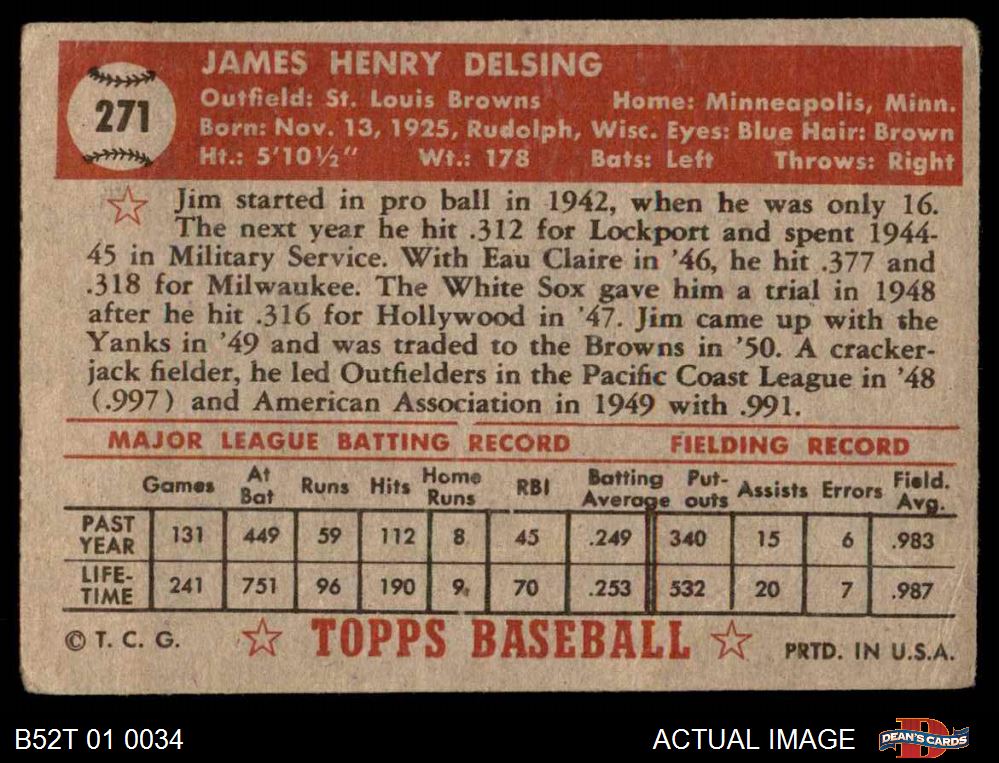 JAMES HENRY DELSING
271
Outfield: St. Louis Browns Home: Minneapolis, Minn.
Born: Nov. 13, 1925, Rudolph, Wisc. Eyes: Blue Hair: Brown
Ht.: 5'10½" Wt.: 178 Bats: Left Throws: Right
Jim started in pro ball in 1942, when he was only 16.
The next year he hit .312 for Lockport and spent 1944-
45 in Military Service. With Eau Claire in '46, he hit .377 and
.318 for Milwaukee. The White Sox gave him a trial in 1948
after he hit .316 for Hollywood in '47. Jim came up with the
Yanks in '49 and was traded to the Browns in '50. A cracker-
jack fielder, he led Outfielders in the Pacific Coast League in '48
(.997) and American Association in 1949 with .991.
MAJOR LEAGUE BATTING RECORD FIELDING RECORD
Games At Bat Runs Hits Home Runs RBI Batting Average Put-outs Assists Errors Field. Avg.
PAST YEAR 131 449 59 112 8 45 .249 340 15 6 .983
LIFE-TIME 241 751 96 190 9 70 .253 532 20 7 .987
© T. C. G. TOPPS BASEBALL PRTD. IN U.S.A.
B52T 01 0034 ACTUAL IMAGE DEAN'S CARDS